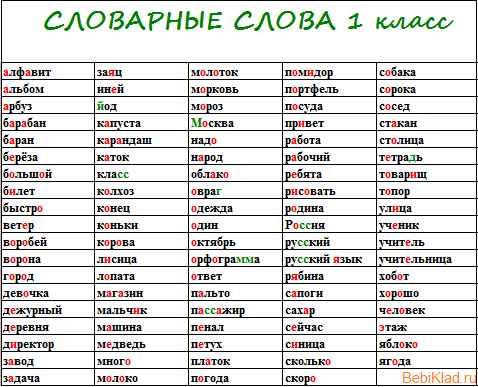 СЛОВАРНЫЕ СЛОВА 1 класс
алфавит заяц молоток помидор собака
альбом иней морковь портфель сорока
арбуз йод мороз посуда сосед
барабан капуста Москва привет стакан
баран карандаш надо работа столица
берёза каток народ рабочий тетрадь
большой класс облако ребята товарищ
билет колхоз овраг рисовать топор
быстро конец одежда родина улица
ветер коньки один Россия ученик
воробей корова октябрь русский учитель
ворона лисица орфограмма русский язык учительница
город лопата ответ рябина хобот
девочка магазин пальто сапоги хорошо
дежурный мальчик пассажир сахар человек
деревня машина пенал сейчас этаж
директор медведь петух синица яблоко
завод много платок сколько ягода
задача молоко погода скоро
BebiKlad.ru